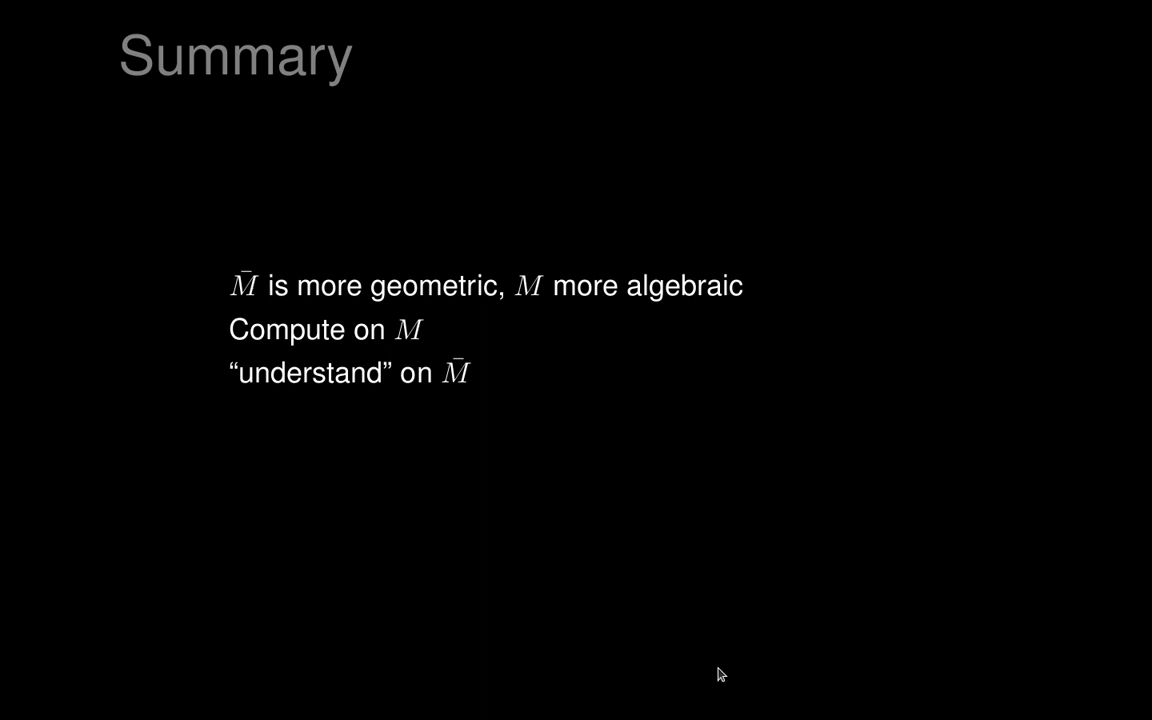 Summary
M̄ is more geometric, M more algebraic
Compute on M
“understand” on M̄